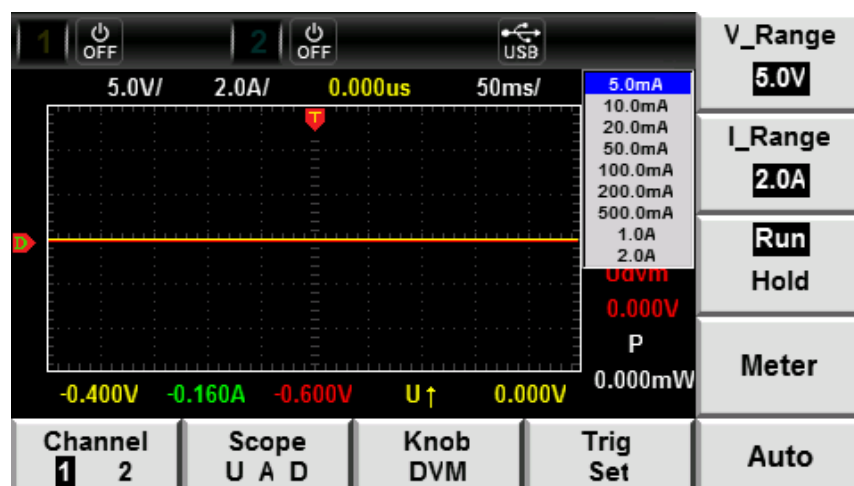 1 OFF 2 OFF USB
5.0V/ 2.0A/ 0.000us 50ms/
T
D
5.0mA
10.0mA
20.0mA
50.0mA
100.0mA
200.0mA
500.0mA
1.0A
2.0A
Udvm
0.000V
P
0.000mW
-0.400V -0.160A -0.600V U↑ 0.000V
V_Range
5.0V
I_Range
2.0A
Run
Hold
Meter
Auto
Channel
1 2
Scope
U A D
Knob
DVM
Trig
Set